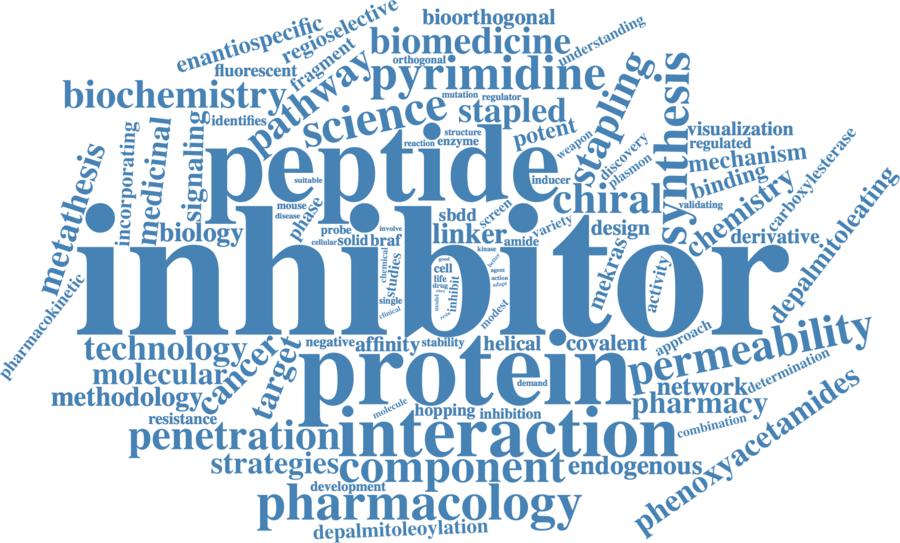 bioorthogonal
enantiospecific
regioselective
biomedicine
understanding
orthogonal
fluorescent
fragment
pyrimidine
biochemistry
pathway
science
mutation
regulator
stapled
stapling
synthesis
identifies
potent
weapon
visualization
regulated
mechanism
incorporating
medicinal
signaling
peptide
structure
reaction
enzyme
discovery
plasmon
binding
carboxylesterase
metathesis
suitable
inducer
chiral
validating
chemistry
mouse
disease
phase
biology
probe
cellular
solid
braf
involve
sbdd
linker
screen
kinase
amide
variety
design
derivative
depalmitoleating
inhibitor
chemical
studies
single
clinical
good
cell
life
drug
inhibit
model
better
agent
action
adapt
modest
mekras
activity
pharmacokinetic
technology
molecular
methodology
cancer
target
negative
affinity
stability
helical
covalent
approach
permeability
protein
demand
network
determination
pharmacy
resistance
molecule
hopping
inhibition
combination
penetration
interaction
strategies
component
endogenous
phenoxyacetamides
development
pharmacology
depalmitoleoylation